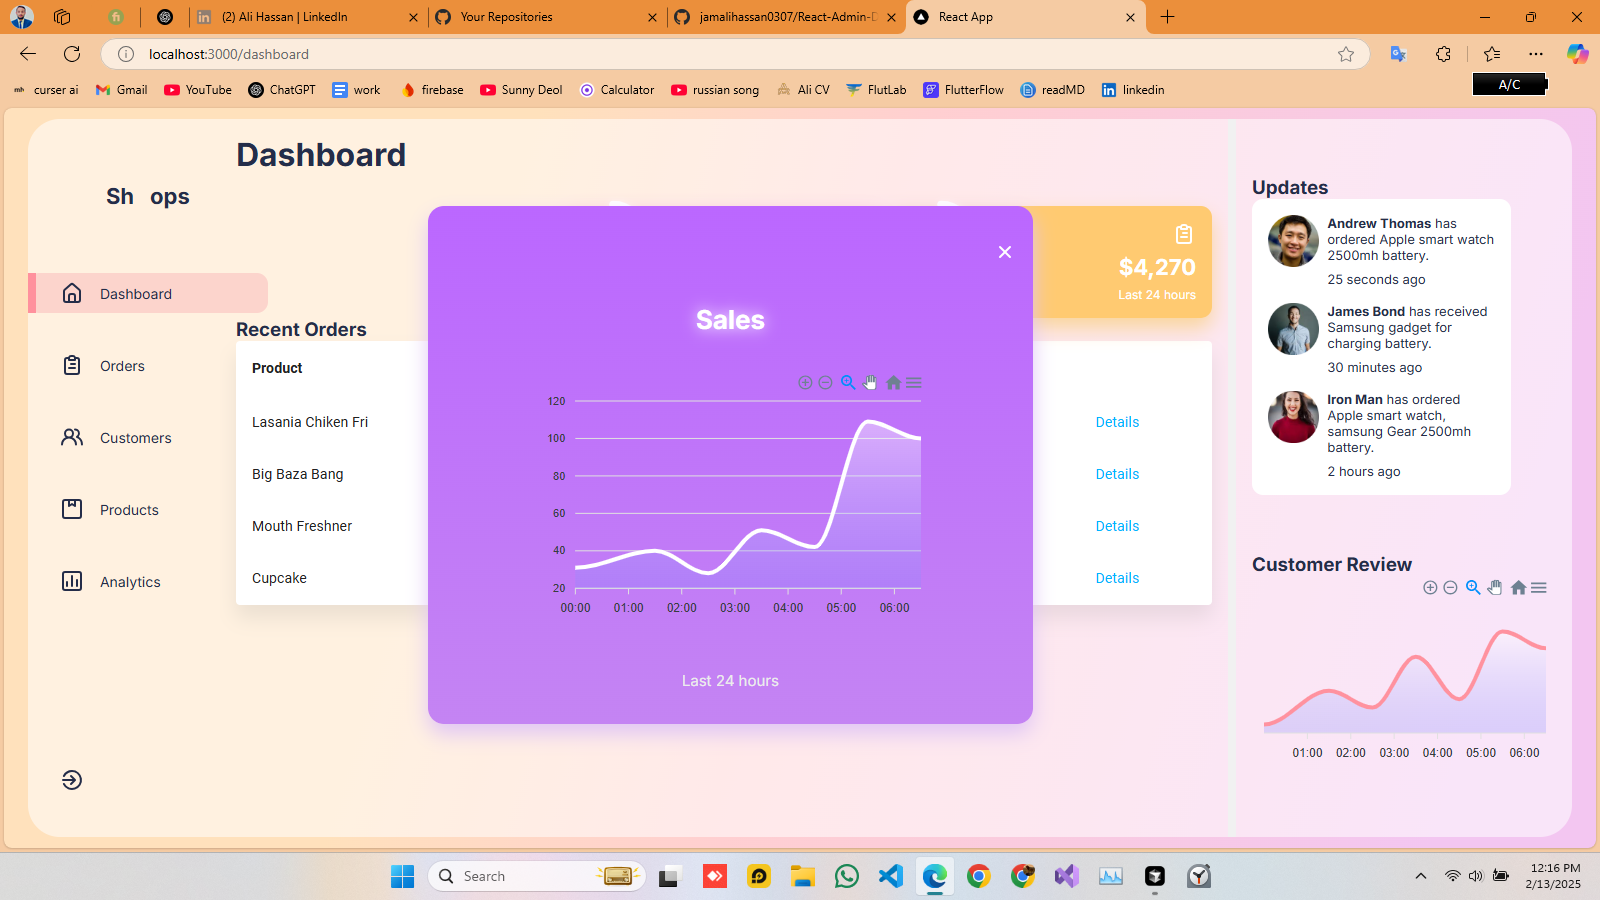 (2) Ali Hassan | LinkedIn
Your Repositories
jamalihassan0307/React-Admin-D
React App
localhost:3000/dashboard
curser ai
Gmail
YouTube
ChatGPT
work
firebase
Sunny Deol
Calculator
russian song
Ali CV
FlutLab
FlutterFlow
readMD
linkedin
A/C
Dashboard
Sh ops
Dashboard
Orders
Customers
Products
Analytics
$4,270
Last 24 hours
Recent Orders
Product
Lasania Chiken Fri
Details
Big Baza Bang
Details
Mouth Freshner
Details
Cupcake
Details
Sales
120
100
80
60
40
20
00:00 01:00 02:00 03:00 04:00 05:00 06:00
Last 24 hours
Updates
Andrew Thomas has
ordered Apple smart watch
2500mh battery.
25 seconds ago
James Bond has received
Samsung gadget for
charging battery.
30 minutes ago
Iron Man has ordered
Apple smart watch,
samsung Gear 2500mh
battery.
2 hours ago
Customer Review
01:00 02:00 03:00 04:00 05:00 06:00
Search
12:16 PM
2/13/2025